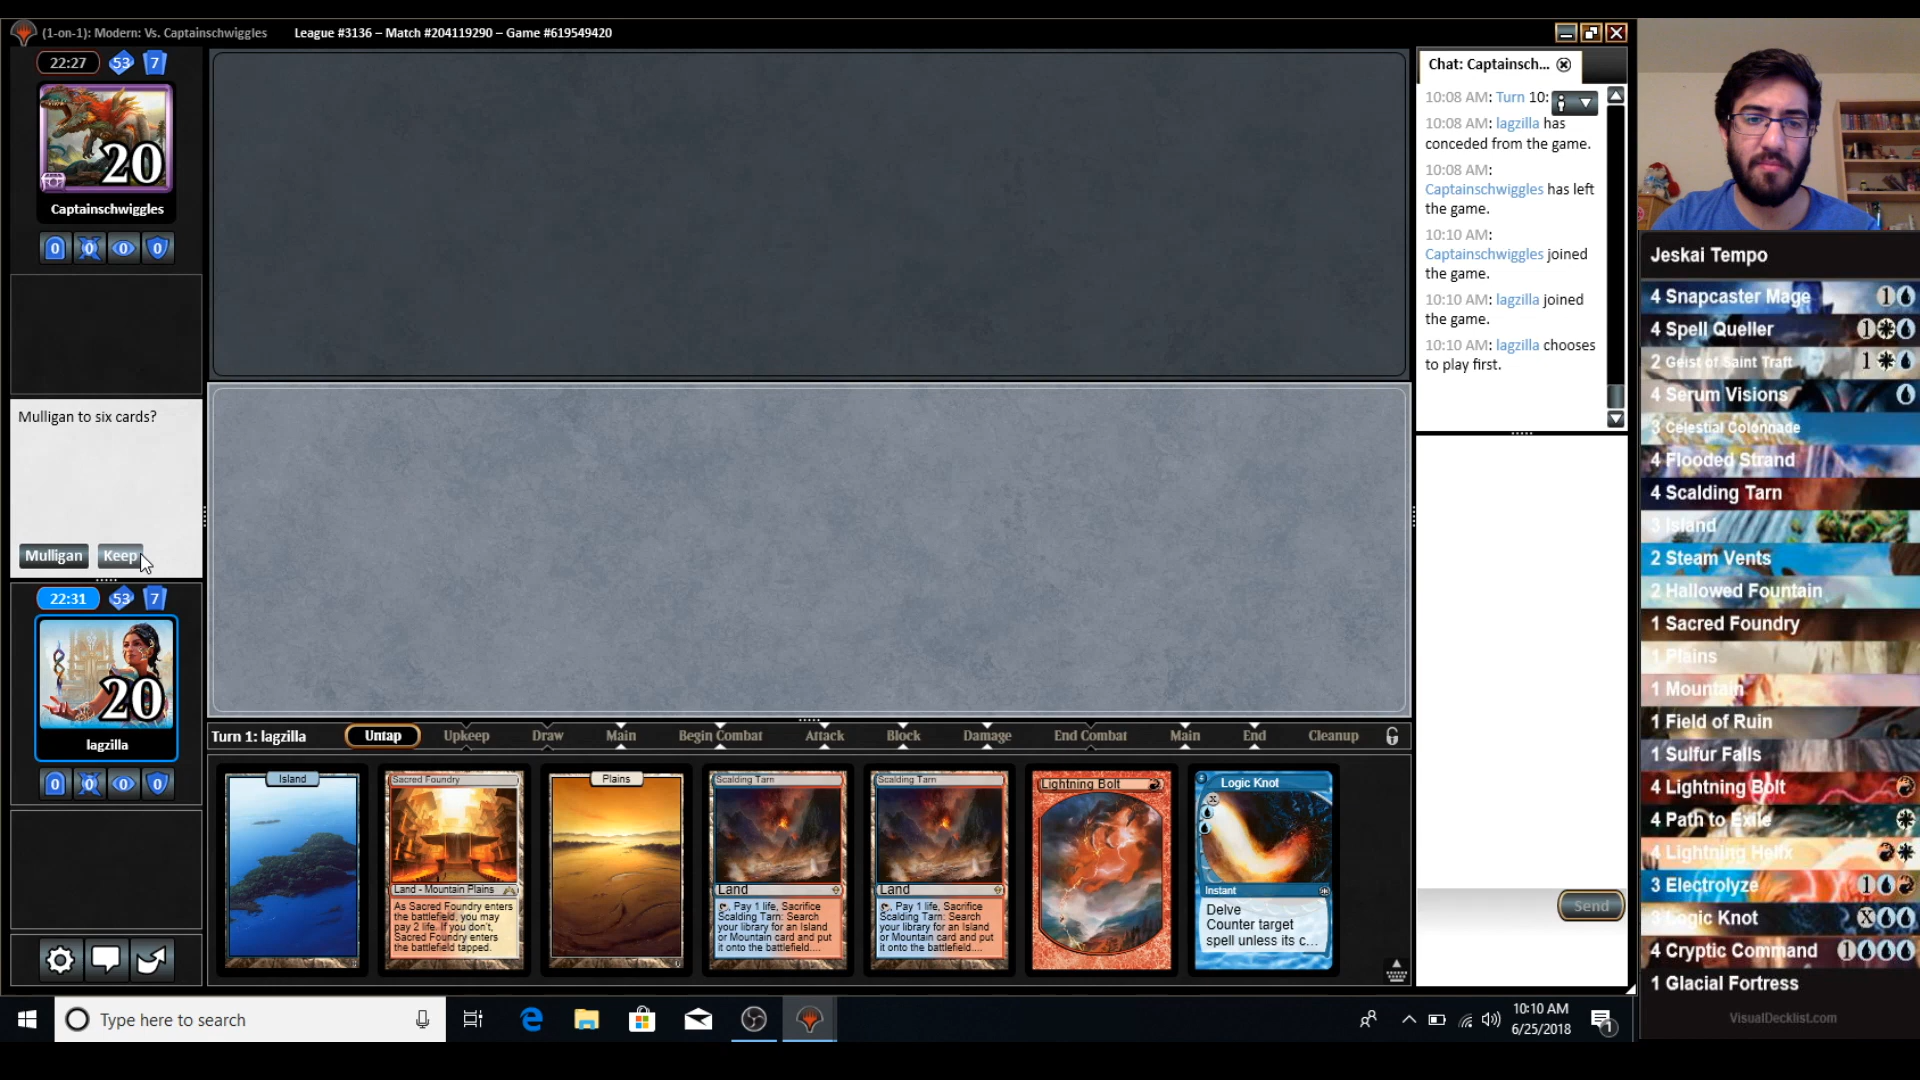 (1-on-1): Modern: Vs. Captainschwiggles
League #3136 – Match #204119290 – Game #619549420
22:27 53 7
20
Captainschwiggles
0 0 0 0
Mulligan to six cards?
Mulligan Keep
22:31 53 7
20
lagzilla
0 0 0 0
Chat: Captainsch...
10:08 AM: Turn 10:
10:08 AM: lagzilla has
conceded from the game.
10:08 AM:
Captainschwiggles has left
the game.
10:10 AM:
Captainschwiggles joined
the game.
10:10 AM: lagzilla joined
the game.
10:10 AM: lagzilla chooses
to play first.
Send
Turn 1: lagzilla Untap Upkeep Draw Main Begin Combat Attack Block Damage End Combat Main End Cleanup
Island
Sacred Foundry
Land - Mountain Plains
As Sacred Foundry enters
the battlefield, you may
pay 2 life. If you don't,
Sacred Foundry enters
the battlefield tapped.
Plains
Scalding Tarn
Land
, Pay 1 life, Sacrifice
Scalding Tarn: Search
your library for an Island
or Mountain card and put
it onto the battlefield....
Scalding Tarn
Land
, Pay 1 life, Sacrifice
Scalding Tarn: Search
your library for an Island
or Mountain card and put
it onto the battlefield....
Lightning Bolt
Logic Knot
X
Instant
Delve
Counter target
spell unless its c...
Jeskai Tempo
4 Snapcaster Mage 1
4 Spell Queller 1
2 Geist of Saint Traft 1
4 Serum Visions
3 Celestial Colonnade
4 Flooded Strand
4 Scalding Tarn
3 Island
2 Steam Vents
2 Hallowed Fountain
1 Sacred Foundry
1 Plains
1 Mountain
1 Field of Ruin
1 Sulfur Falls
4 Lightning Bolt
4 Path to Exile
4 Lightning Helix
3 Electrolyze 1
3 Logic Knot X
4 Cryptic Command 1
1 Glacial Fortress
VisualDecklist.com
Type here to search
10:10 AM
6/25/2018
1